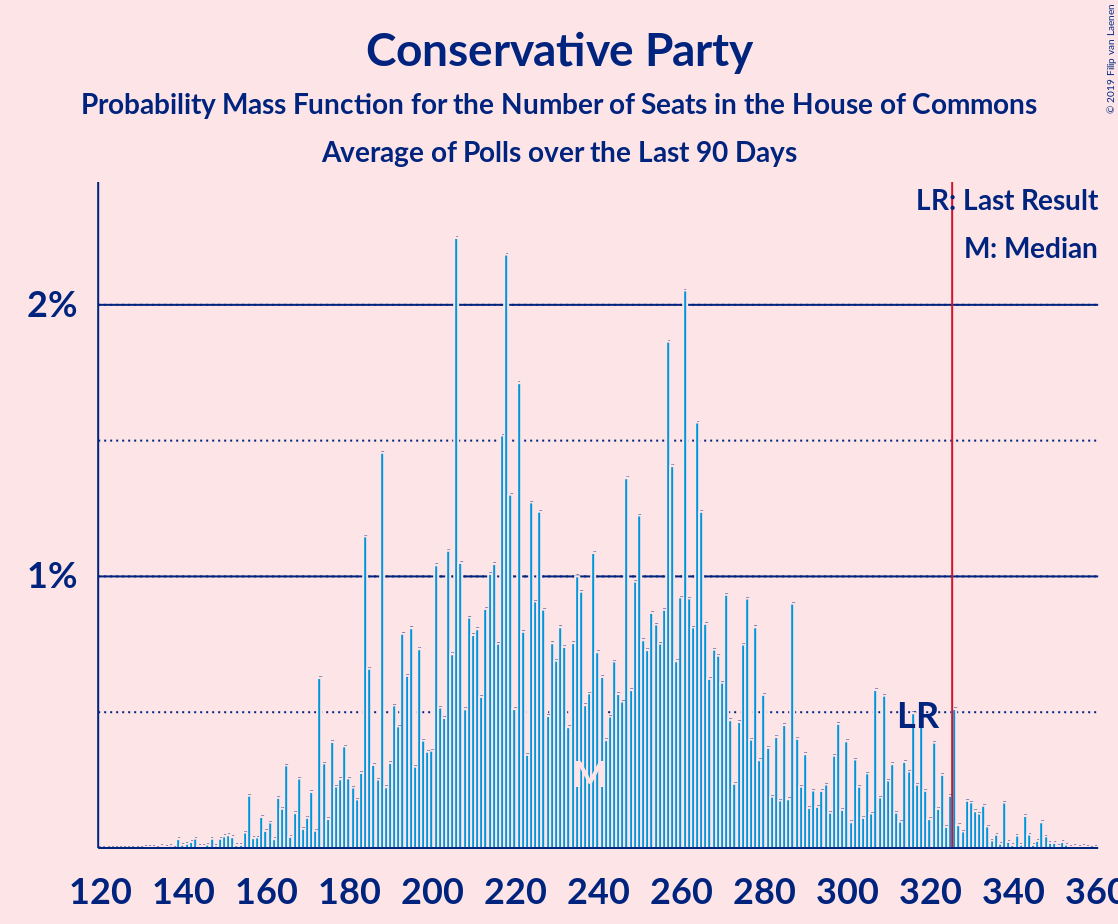 Conservative Party
Probability Mass Function for the Number of Seats in the House of Commons
Average of Polls over the Last 90 Days
© 2019 Filip van Laenen
LR: Last Result
M: Median
2%
1%
LR
M
120 140 160 180 200 220 240 260 280 300 320 340 360